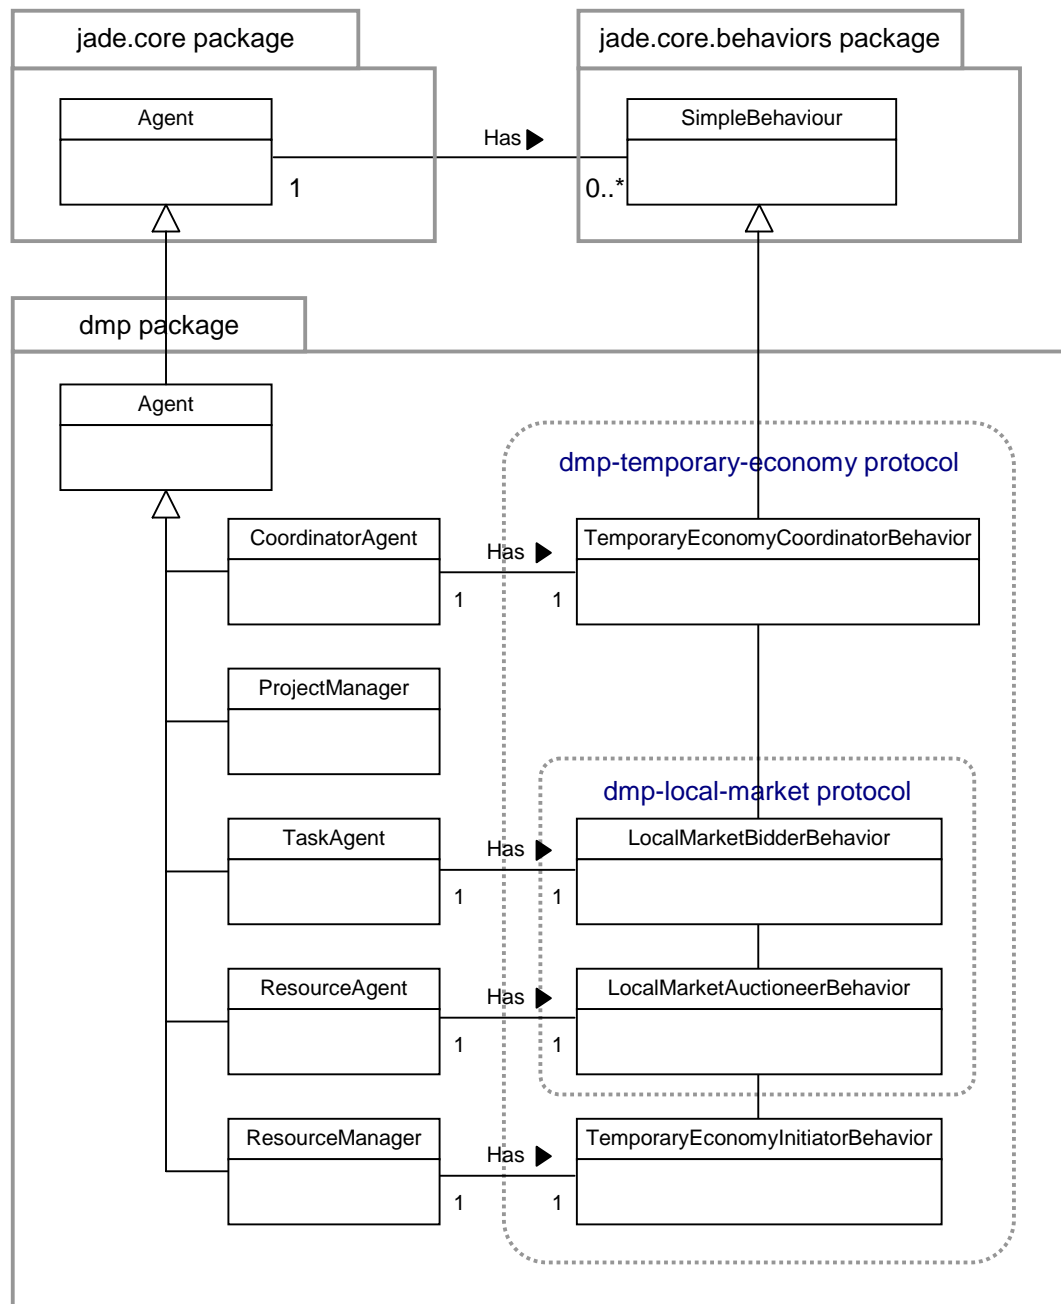 jade.core package
jade.core.behaviors package
Agent
SimpleBehaviour
Has
1
0..*
dmp package
Agent
dmp-temporary-economy protocol
CoordinatorAgent
Has
TemporaryEconomyCoordinatorBehavior
1
1
ProjectManager
dmp-local-market protocol
TaskAgent
Has
LocalMarketBidderBehavior
1
1
ResourceAgent
Has
LocalMarketAuctioneerBehavior
1
1
ResourceManager
Has
TemporaryEconomyInitiatorBehavior
1
1